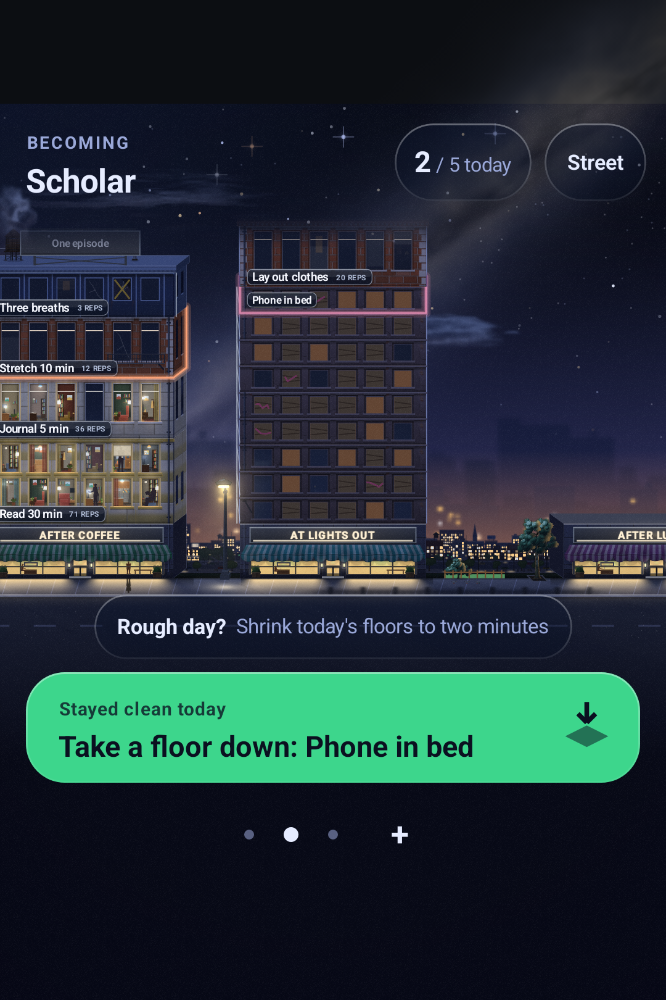 BECOMING
Scholar
2 / 5 today
Street
One episode
Three breaths 3 REPS
Stretch 10 min 12 REPS
Journal 5 min 36 REPS
Read 30 min 71 REPS
AFTER COFFEE
Lay out clothes 20 REPS
Phone in bed
AT LIGHTS OUT
AFTER LU
Rough day? Shrink today's floors to two minutes
Stayed clean today
Take a floor down: Phone in bed